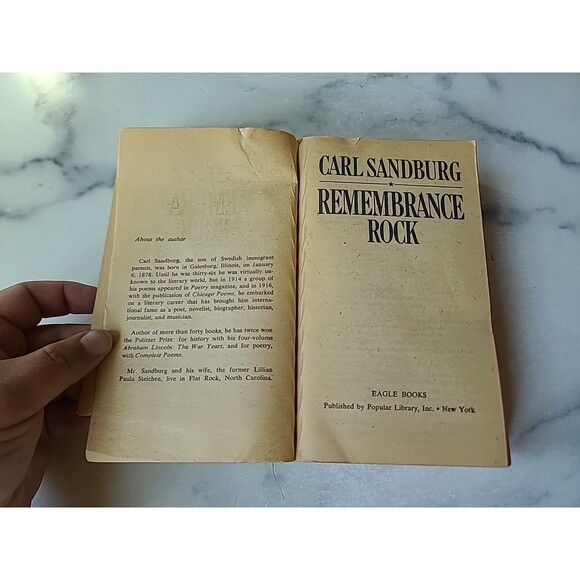 About the author
Carl Sandburg, the son of Swedish immigrant
parents, was born in Galesburg, Illinois, on January
6, 1878. Until he was thirty-six he was virtually un-
known to the literary world, but in 1914 a group of
his poems appeared in Poetry magazine, and in 1916,
with the publication of Chicago Poems, he embarked
on a literary career that has brought him interna-
tional fame as a poet, novelist, biographer, historian,
journalist, and musician.
Author of more than forty books, he has twice won
the Pulitzer Prize: for history with his four-volume
Abraham Lincoln: The War Years, and for poetry,
with Complete Poems.
Mr. Sandburg and his wife, the former Lillian
Paula Steichen, live in Flat Rock, North Carolina.
CARL SANDBURG
REMEMBRANCE
ROCK
EAGLE BOOKS
Published by Popular Library, Inc. • New York